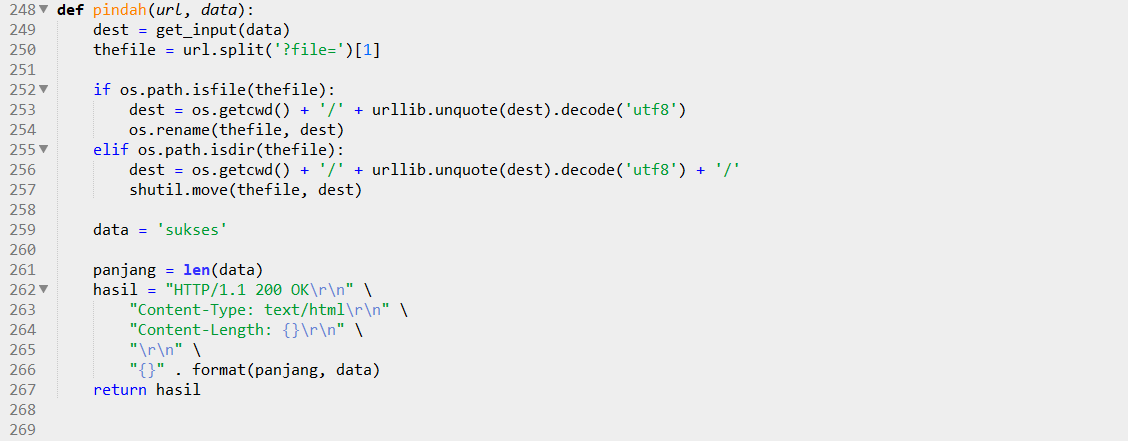 248 def pindah(url, data):
249     dest = get_input(data)
250     thefile = url.split('?file=')[1]
251
252     if os.path.isfile(thefile):
253         dest = os.getcwd() + '/' + urllib.unquote(dest).decode('utf8')
254         os.rename(thefile, dest)
255     elif os.path.isdir(thefile):
256         dest = os.getcwd() + '/' + urllib.unquote(dest).decode('utf8') + '/'
257         shutil.move(thefile, dest)
258
259     data = 'sukses'
260
261     panjang = len(data)
262     hasil = "HTTP/1.1 200 OK\r\n" \
263         "Content-Type: text/html\r\n" \
264         "Content-Length: {}\r\n" \
265         "\r\n" \
266         "{}" . format(panjang, data)
267     return hasil
268
269